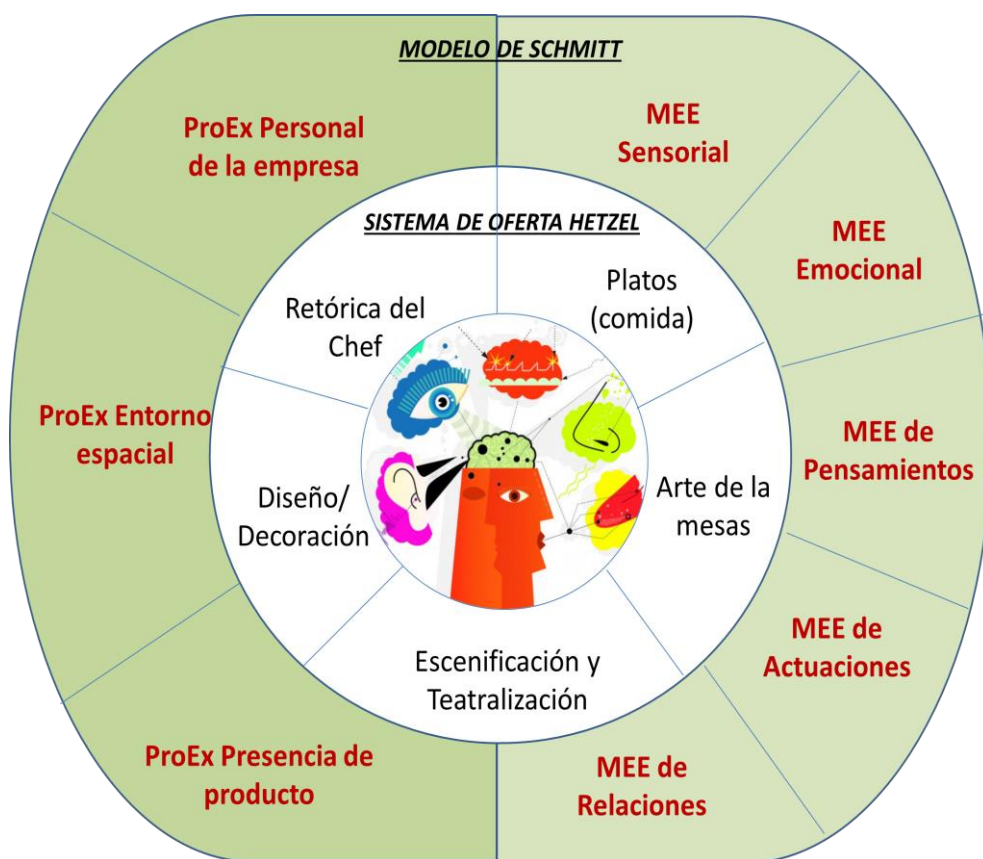 MODELO DE SCHMITT
ProEx Personal
de la empresa
MEE
Sensorial
SISTEMA DE OFERTA HETZEL
MEE
Emocional
Retórica del
Chef
Platos
(comida)
ProEx Entorno
espacial
MEE de
Pensamientos
Diseño/
Decoración
Arte de la
mesas
MEE de
Actuaciones
Escenificación y
Teatralización
ProEx Presencia de
producto
MEE de
Relaciones